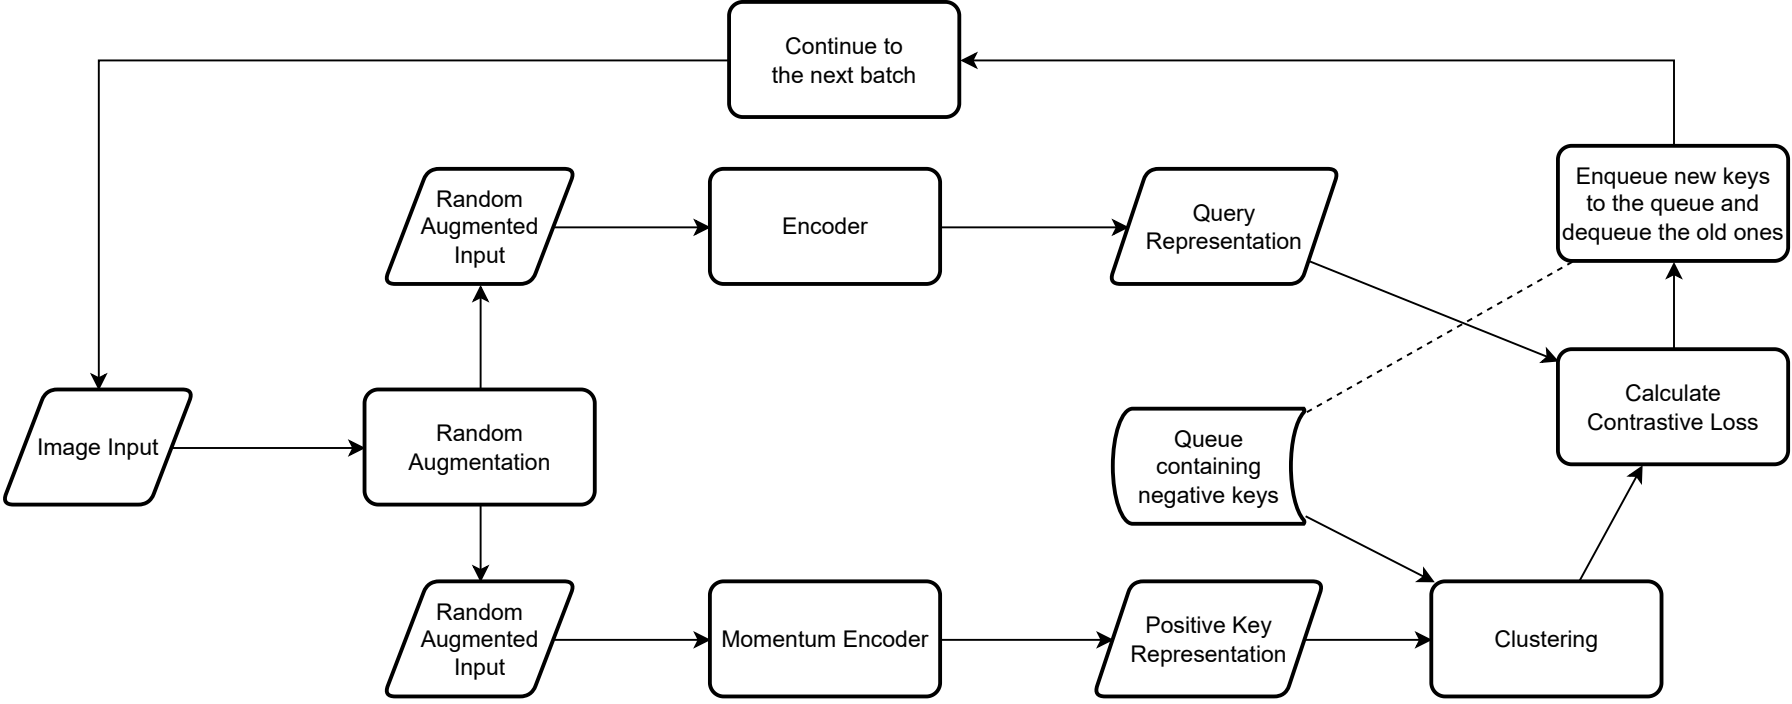 Continue to
the next batch
Random
Augmented
Input
Encoder
Query
Representation
Enqueue new keys
to the queue and
dequeue the old ones
Image Input
Random
Augmentation
Queue
containing
negative keys
Calculate
Contrastive Loss
Random
Augmented
Input
Momentum Encoder
Positive Key
Representation
Clustering